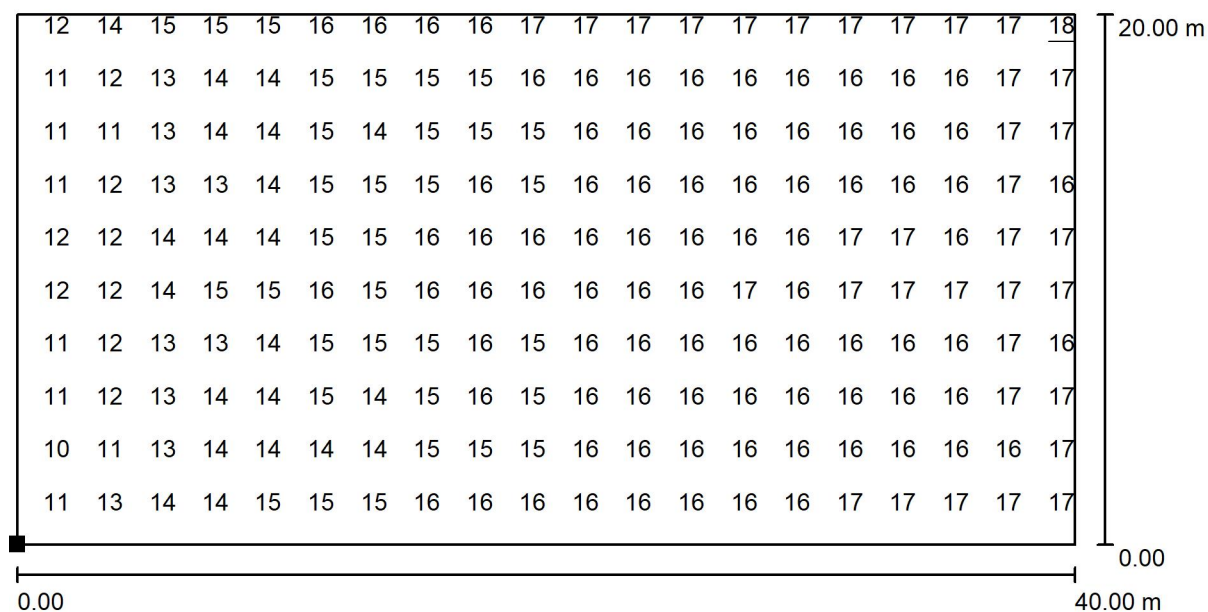 12 14 15 15 15 16 16 16 16 17 17 17 17 17 17 17 17 17 17 18 20.00 m
11 12 13 14 14 15 15 15 15 16 16 16 16 16 16 16 16 16 17 17
11 11 13 14 14 15 14 15 15 15 16 16 16 16 16 16 16 16 17 17
11 12 13 13 14 15 15 15 16 15 16 16 16 16 16 16 16 16 17 16
12 12 14 14 14 15 15 16 16 16 16 16 16 16 16 17 17 16 17 17
12 12 14 15 15 16 15 16 16 16 16 16 16 17 16 17 17 17 17 17
11 12 13 13 14 15 15 15 16 15 16 16 16 16 16 16 16 16 17 16
11 12 13 14 14 15 14 15 16 15 16 16 16 16 16 16 16 16 17 17
10 11 13 14 14 14 14 15 15 15 16 16 16 16 16 16 16 16 16 17
11 13 14 14 15 15 15 16 16 16 16 16 16 16 16 17 17 17 17 17
0.00
0.00 40.00 m